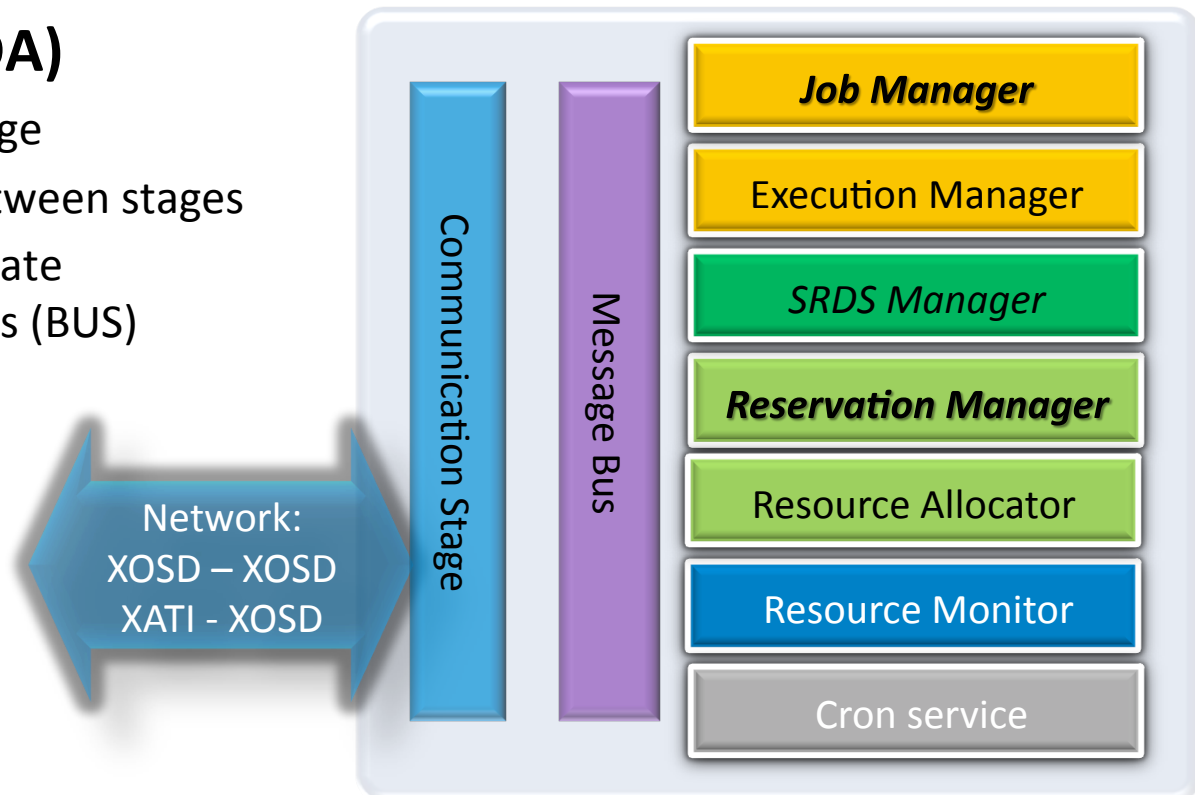 DA)
ge
tween stages
ate
s (BUS)
Network:
XOSD – XOSD
XATI - XOSD
Communication Stage
Message Bus
Job Manager
Execution Manager
SRDS Manager
Reservation Manager
Resource Allocator
Resource Monitor
Cron service